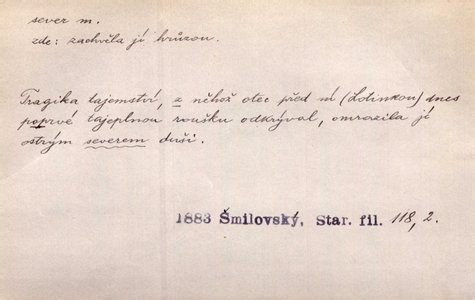 sever m.
zde: zachvěla jí hrůzou.
Tragika tajemství, z něhož otec před ní (Lolinkou) dnes
poprvé tajeplnou roušku odkrýval, omrazila jí
ostrým severem duši.
1883 Šmilovský, Star. fil. 118, 2.